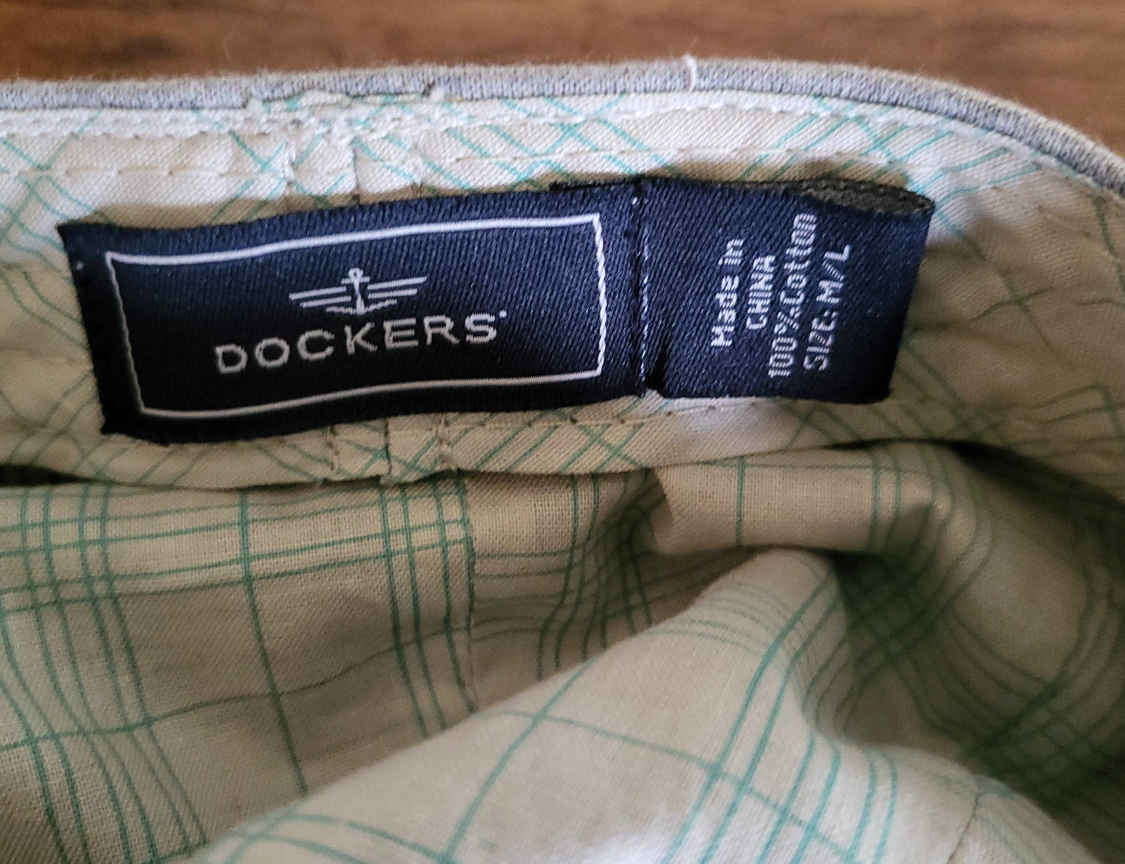 DOCKERS
Made in
CHINA
100%Cotton
SIZE: M/L